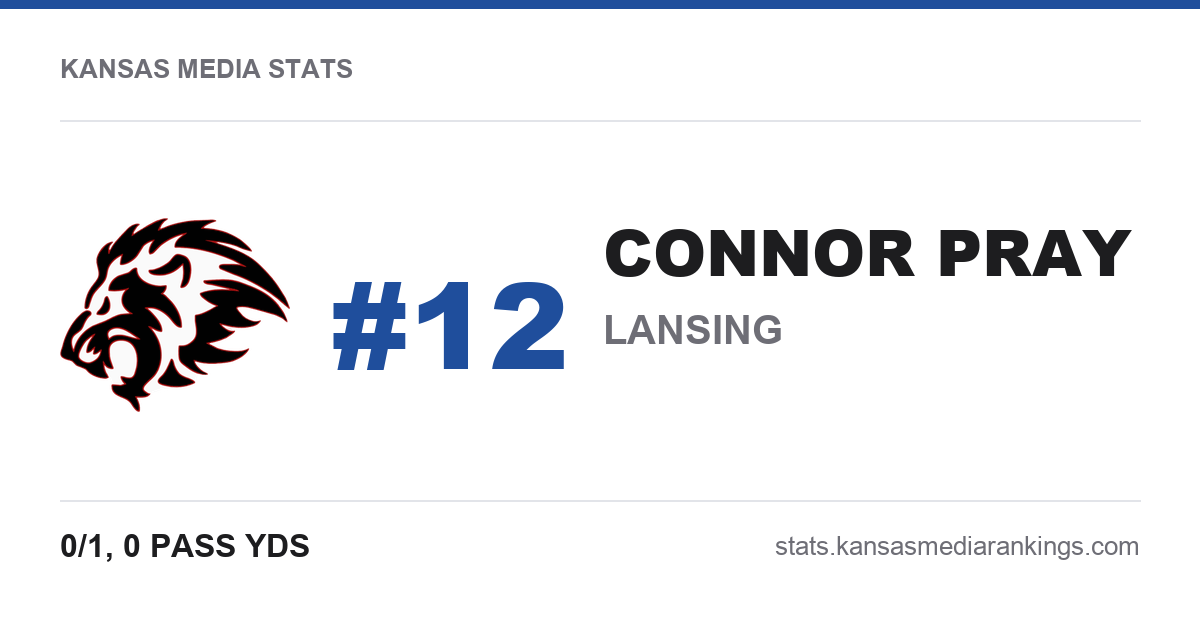 KANSAS MEDIA STATS
#12
CONNOR PRAY
LANSING
0/1, 0 PASS YDS
stats.kansasmediarankings.com